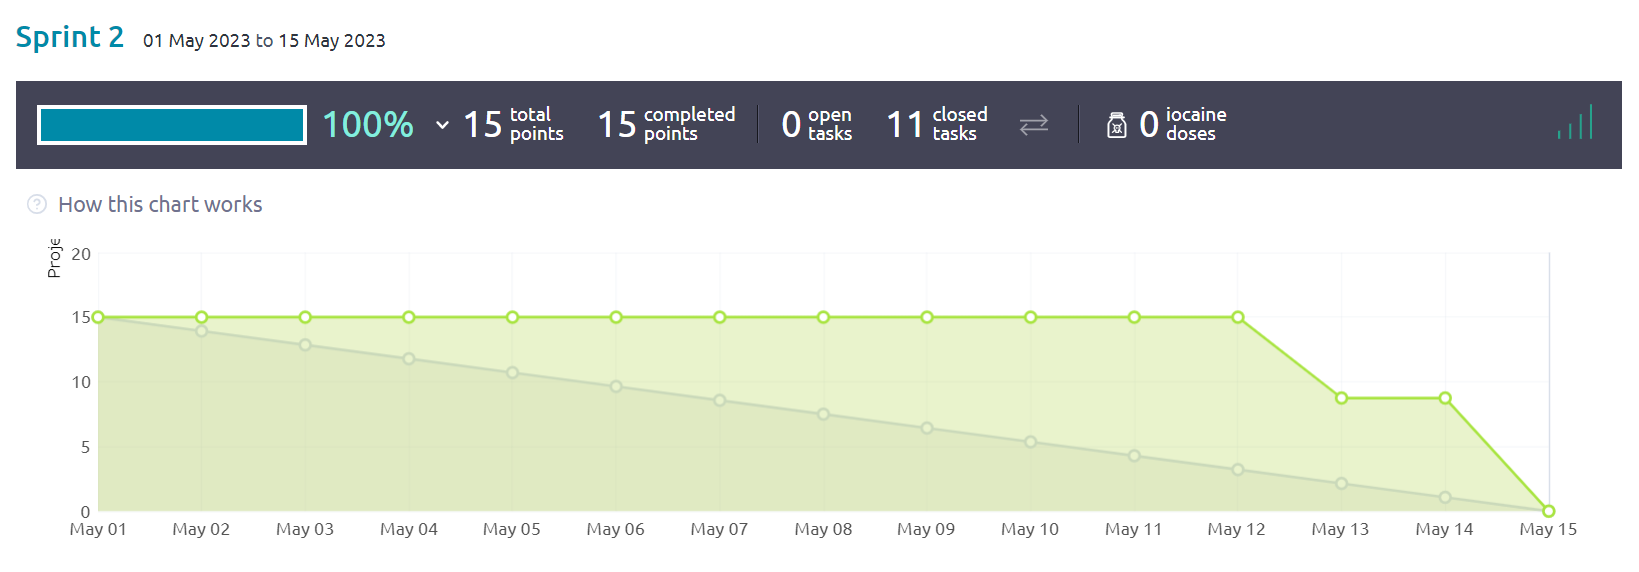 Sprint 2 01 May 2023 to 15 May 2023
100% 15 total points 15 completed points 0 open tasks 11 closed tasks 0 iocaine doses
How this chart works
Proje
20
15
10
5
0
May 01 May 02 May 03 May 04 May 05 May 06 May 07 May 08 May 09 May 10 May 11 May 12 May 13 May 14 May 15